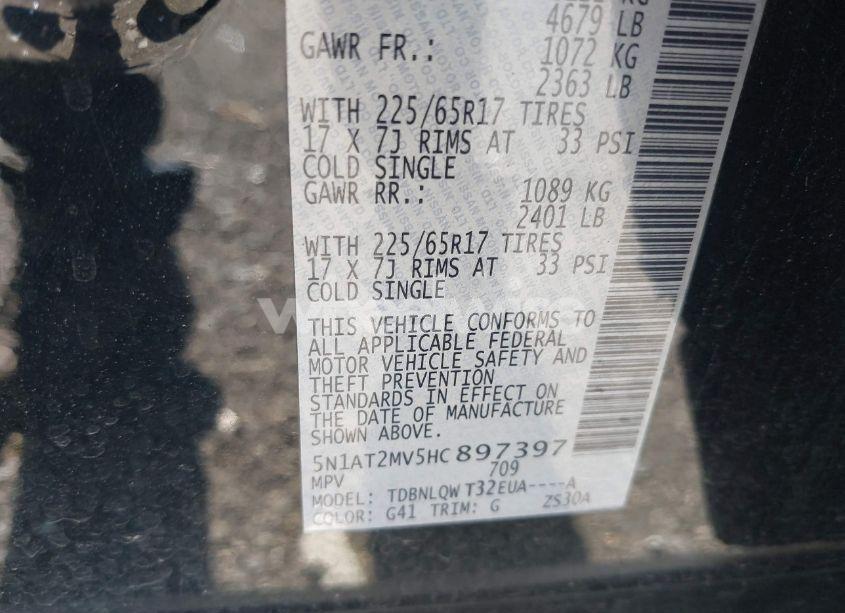 KG
4679 LB
GAWR FR.: 1072 KG
2363 LB
WITH 225/65R17 TIRES
17 X 7J RIMS AT 33 PSI
COLD SINGLE
GAWR RR.: 1089 KG
2401 LB
WITH 225/65R17 TIRES
17 X 7J RIMS AT 33 PSI
COLD SINGLE
THIS VEHICLE CONFORMS TO
ALL APPLICABLE FEDERAL
MOTOR VEHICLE SAFETY AND
THEFT PREVENTION
STANDARDS IN EFFECT ON
THE DATE OF MANUFACTURE
SHOWN ABOVE.
5N1AT2MV5HC897397
MPV 709
MODEL: TDBNLQW T32EUA----A
COLOR: G41 TRIM: G ZS30A